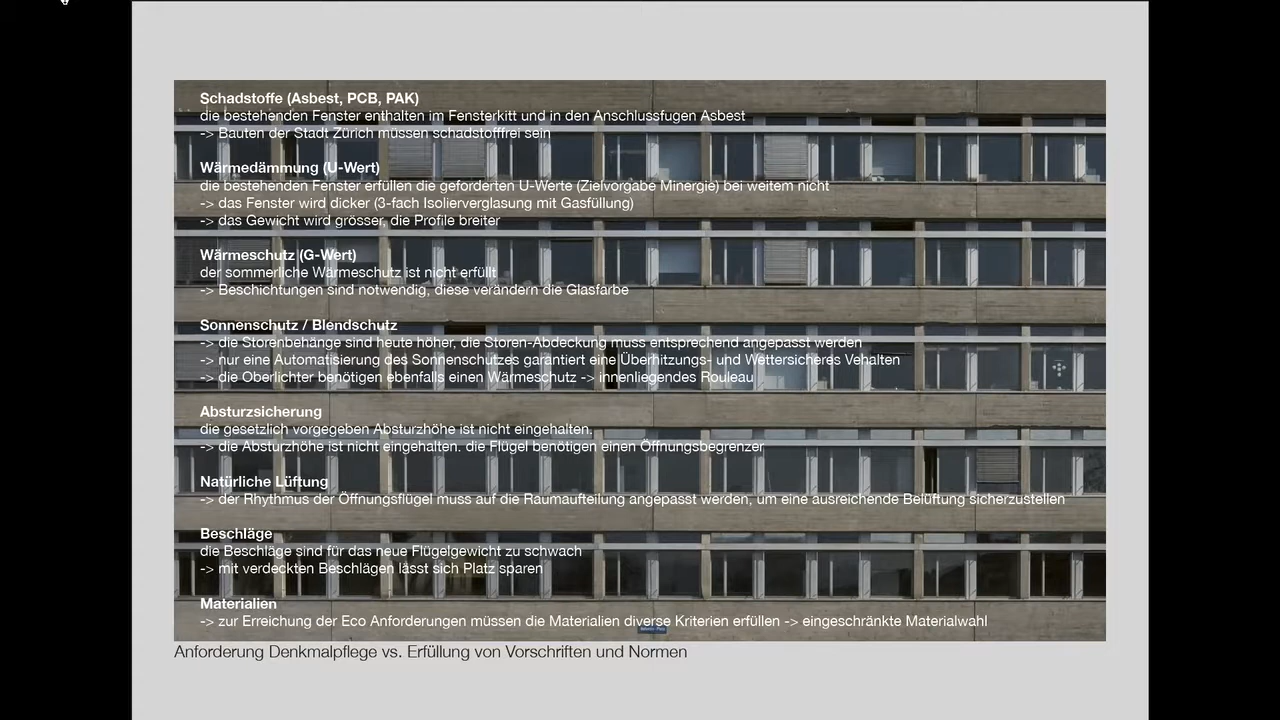 Schadstoffe (Asbest, PCB, PAK)
die bestehenden Fenster enthalten im Fensterkitt und in den Anschlussfugen Asbest
-> Bauten der Stadt Zürich müssen schadstofffrei sein
Wärmedämmung (U-Wert)
die bestehenden Fenster erfüllen die geforderten U-Werte (Zielvorgabe Minergie) bei weitem nicht
-> das Fenster wird dicker (3-fach Isolierverglasung mit Gasfüllung)
-> das Gewicht wird grösser, die Profile breiter
Wärmeschutz (G-Wert)
der sommerliche Wärmeschutz ist nicht erfüllt
-> Beschichtungen sind notwendig, diese verändern die Glasfarbe
Sonnenschutz / Blendschutz
-> die Storenbehänge sind heute höher, die Storen-Abdeckung muss entsprechend angepasst werden
-> nur eine Automatisierung des Sonnenschutzes garantiert eine Überhitzungs- und Wettersicheres Vehalten
-> die Oberlichter benötigen ebenfalls einen Wärmeschutz -> innenliegendes Rouleau
Absturzsicherung
die gesetzlich vorgegeben Absturzhöhe ist nicht eingehalten.
-> die Absturzhöhe ist nicht eingehalten. die Flügel benötigen einen Öffnungsbegrenzer
Natürliche Lüftung
-> der Rhythmus der Öffnungsflügel muss auf die Raumaufteilung angepasst werden, um eine ausreichende Belüftung sicherzustellen
Beschläge
die Beschläge sind für das neue Flügelgewicht zu schwach
-> mit verdeckten Beschlägen lässt sich Platz sparen
Materialien
-> zur Erreichung der Eco Anforderungen müssen die Materialien diverse Kriterien erfüllen -> eingeschränkte Materialwahl
Anforderung Denkmalpflege vs. Erfüllung von Vorschriften und Normen